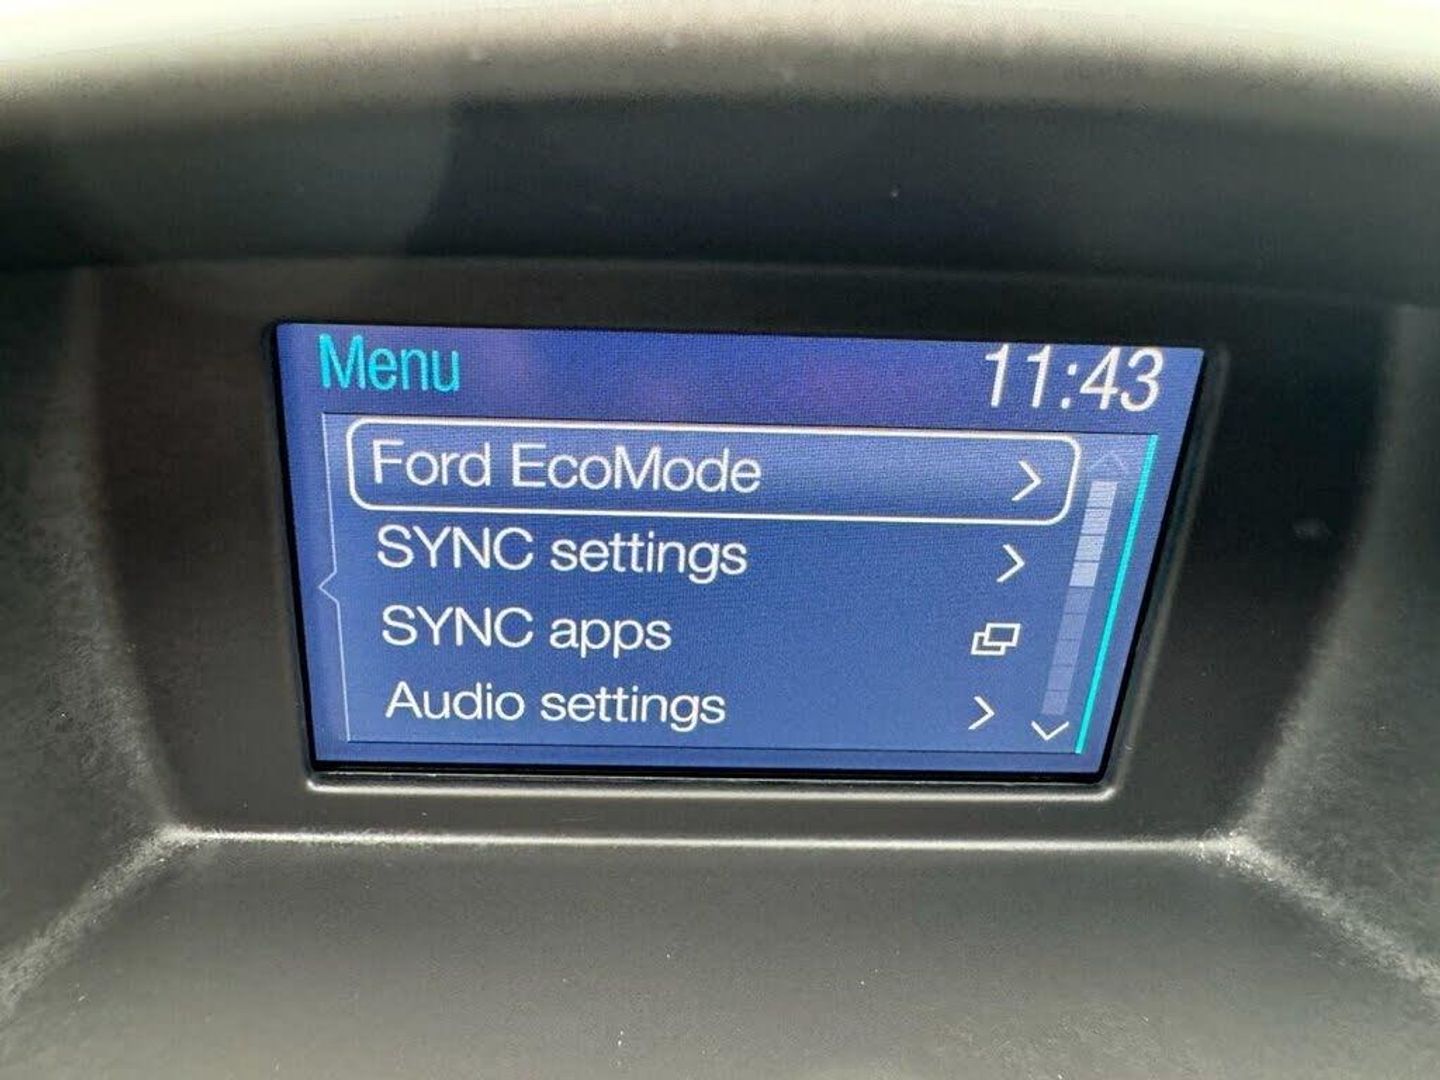 Menu 11:43
Ford EcoMode
SYNC settings
SYNC apps
Audio settings